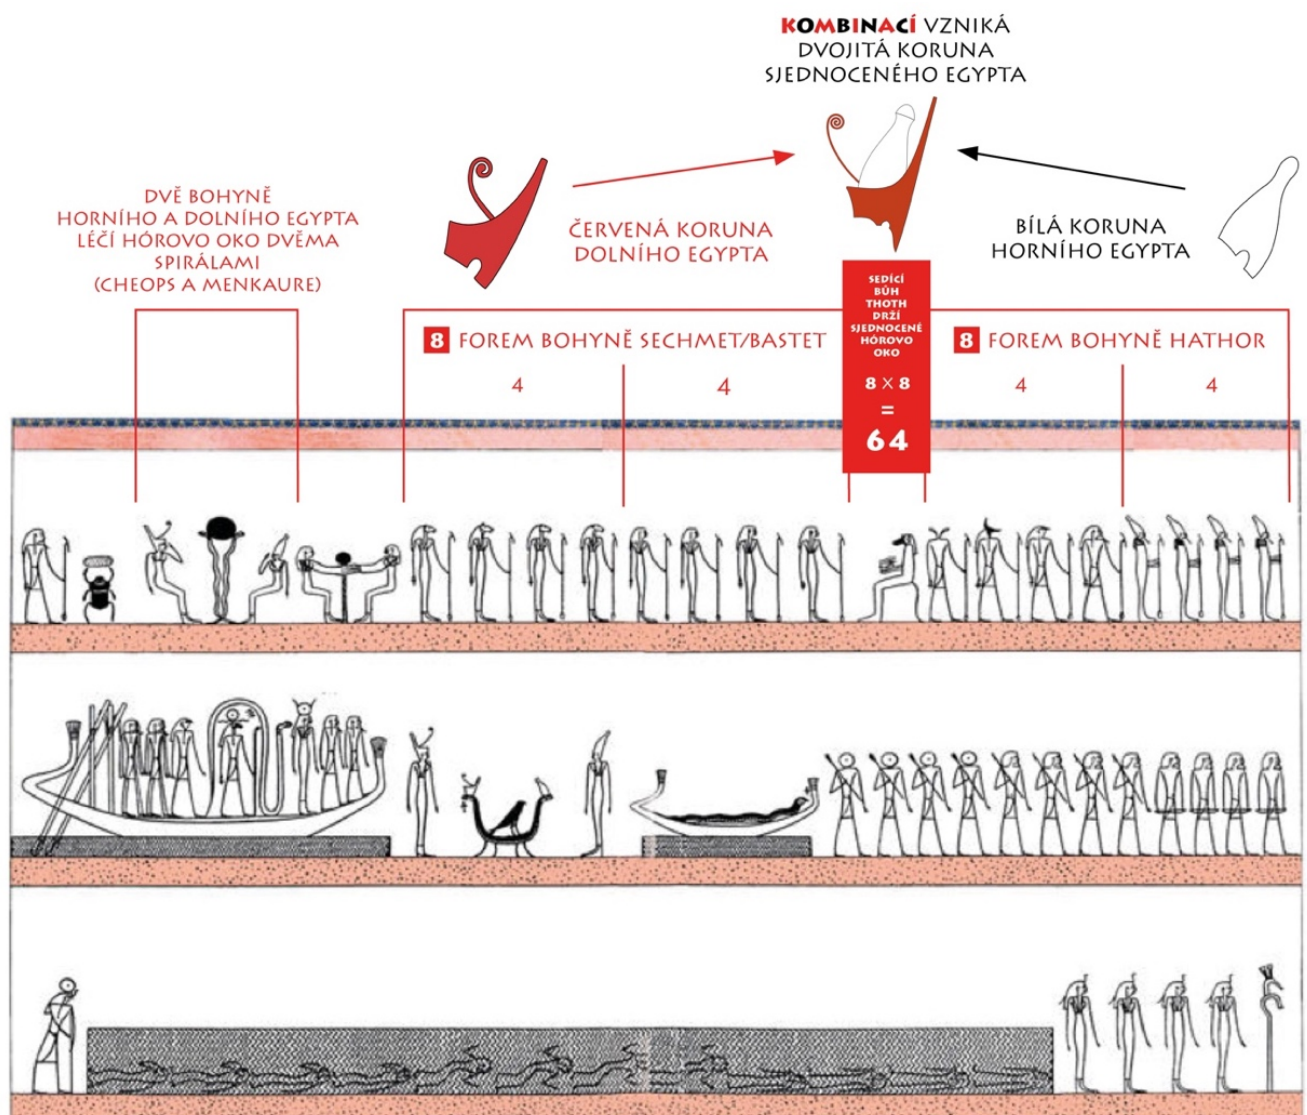 KOMBINACÍ VZNIKÁ
DVOJITÁ KORUNA
SJEDNOCENÉHO EGYPTA
DVĚ BOHYNĚ
HORNÍHO A DOLNÍHO EGYPTA
LÉČÍ HÓROVO OKO DVĚMA
SPIRÁLAMI
(CHEOPS A MENKAURE)
ČERVENÁ KORUNA
DOLNÍHO EGYPTA
BÍLÁ KORUNA
HORNÍHO EGYPTA
8 FOREM BOHYNĚ SECHMET/BASTET
4
4
SEDÍCÍ
BŮH
THOTH
DRŽÍ
SJEDNOCENÉ
HÓROVO
OKO
8 X 8
=
64
8 FOREM BOHYNĚ HATHOR
4
4